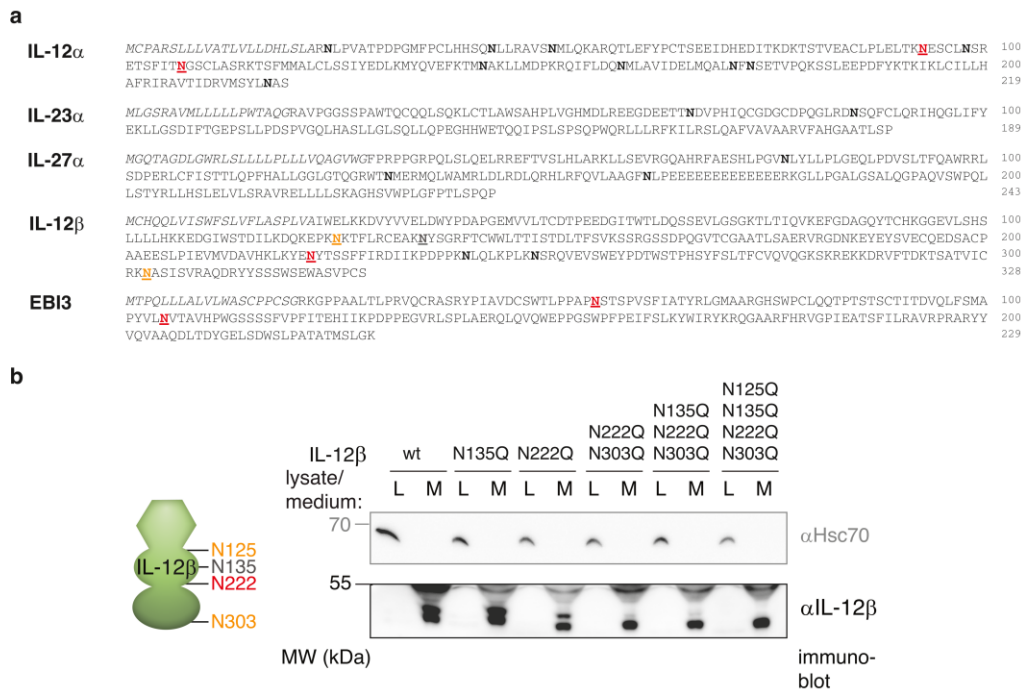 a
IL-12α
MCPARSLLLVATLVLLDHLSLARNLPVATPDPGMFPCLHHSQNLLRAVSNMLQKARQTLEFYPCTSEEIDHEDITKDKTSTVEACLPLELTKNESCLNSR 100
ETSFITNGSCLASRKTSFMMALCLSSIYEDLKMYQVEFKTMNAKLLMDPKRQIFLDQNMLAVIDELMQALNFNSETVPQKSSLEEPDFYKTKIKLCILLH 200
AFRIRAVTIDRVMSYLNAS 219
IL-23α
MLGSRAVMLLLLLPWTAQGRAVPGGSSPAWTQCQQLSQKLCTLAWSAHPLVGHMDLREEGDEETTNDVPHIQCGDGCDPQGLRDNSQFCLQRIHQGLIFY 100
EKLLGSDIFTGEPSLLPDSPVGQLHASLLGLSQLLQPEGHHWETQQIPSLSPSQPWQRLLLRFKILRSLQAFVAVAARVFAHGAATLSP 189
IL-27α
MGQTAGDLGWRLSLLLLPLLLVQAGVWGFPRPPGRPQLSLQELRREFTVSLHLARKLLSEVRGQAHRFAESHLPGVNLYLLPLGEQLPDVSLTFQAWRRL 100
SDPERLCFISTTLQPFHALLGGLGTQGRWTNMERMQLWAMRLDLRDLQRHLRFQVLAAGFNLPEEEEEEEEEEEEERKGLLPGALGSALQGPAQVSWPQL 200
LSTYRLLHSLELVLSRAVRELLLLSKAGHSVWPLGFPTLSPQP 243
IL-12β
MCHQQLVISWFSLVFLASPLVAIWELKKDVYVVELDWYPDAPGEMVVLTCDTPEEDGITWTLDQSSEVLGSGKTLTIQVKEFGDAGQYTCHKGGEVLSHS 100
LLLLHKKEDGIWSTDILKDQKEPKNKTFLRCEAKNYSGRFTCWWLTTISTDLTFSVKSSRGSSDPQGVTCGAATLSAERVRGDNKEYEYSVECQEDSACP 200
AAEESLPIEVMVDAVHKLKYENYTSSFFIRDIIKPDPPKNLQLKPLKNSRQVEVSWEYPDTWSTPHSYFSLTFCVQVQGKSKREKKDRVFTDKTSATVIC 300
RKNASISVRAQDRYYSSSWSEWASVPCS 328
EBI3
MTPQLLLALVLWASCPPCSGRKGPPAALTLPRVQCRASRYPIAVDCSWTLPPAPNSTSPVSFIATYRLGMAARGHSWPCLQQTPTSTSCTITDVQLFSMA 100
PYVLNVTAVHPWGSSSSFVPFITEHIIKPDPPEGVRLSPLAERQLQVQWEPPGSWPFPEIFSLKYWIRYKRQGAARFHRVGPIEATSFILRAVRPRARYY 200
VQVAAQDLTDYGELSDWSLPATATMSLGK 229
b
N125Q
N135Q N135Q
N222Q N222Q N222Q
IL-12β wt N135Q N222Q N303Q N303Q N303Q
lysate/
medium: L M L M L M L M L M L M
70 αHsc70
55 αIL-12β
IL-12β
N125
N135
N222
N303
MW (kDa)
immuno-
blot